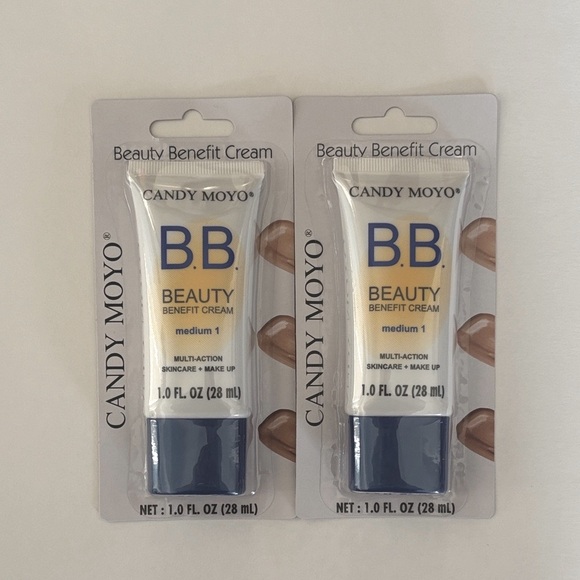 Beauty Benefit Cream
CANDY MOYO®
CANDY MOYO®
B.B.
BEAUTY
BENEFIT CREAM
medium 1
MULTI-ACTION
SKINCARE + MAKE UP
1.0 FL. OZ (28 mL)
NET : 1.0 FL. OZ (28 mL)
Beauty Benefit Cream
CANDY MOYO®
CANDY MOYO®
B.B.
BEAUTY
BENEFIT CREAM
medium 1
MULTI-ACTION
SKINCARE + MAKE UP
1.0 FL. OZ (28 mL)
NET : 1.0 FL. OZ (28 mL)